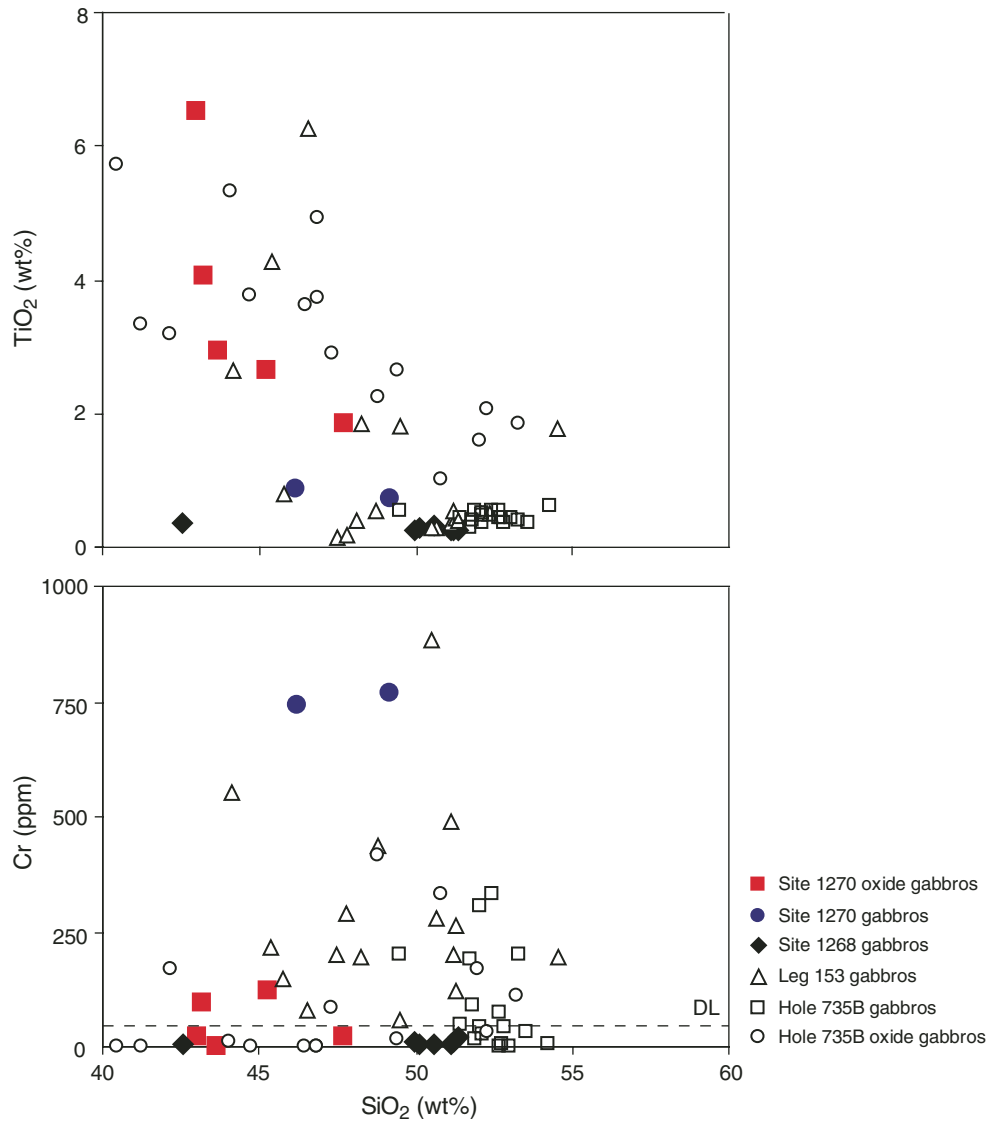 8
6
4
2
0
TiO₂ (wt%)
1000
750
500
250
0
Cr (ppm)
DL
40
45
50
55
60
SiO₂ (wt%)
Site 1270 oxide gabbros
Site 1270 gabbros
Site 1268 gabbros
Leg 153 gabbros
Hole 735B gabbros
Hole 735B oxide gabbros